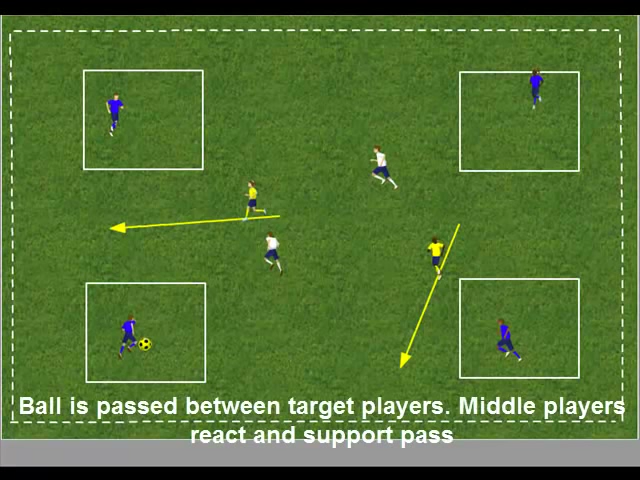 Ball is passed between target players. Middle players
react and support pass